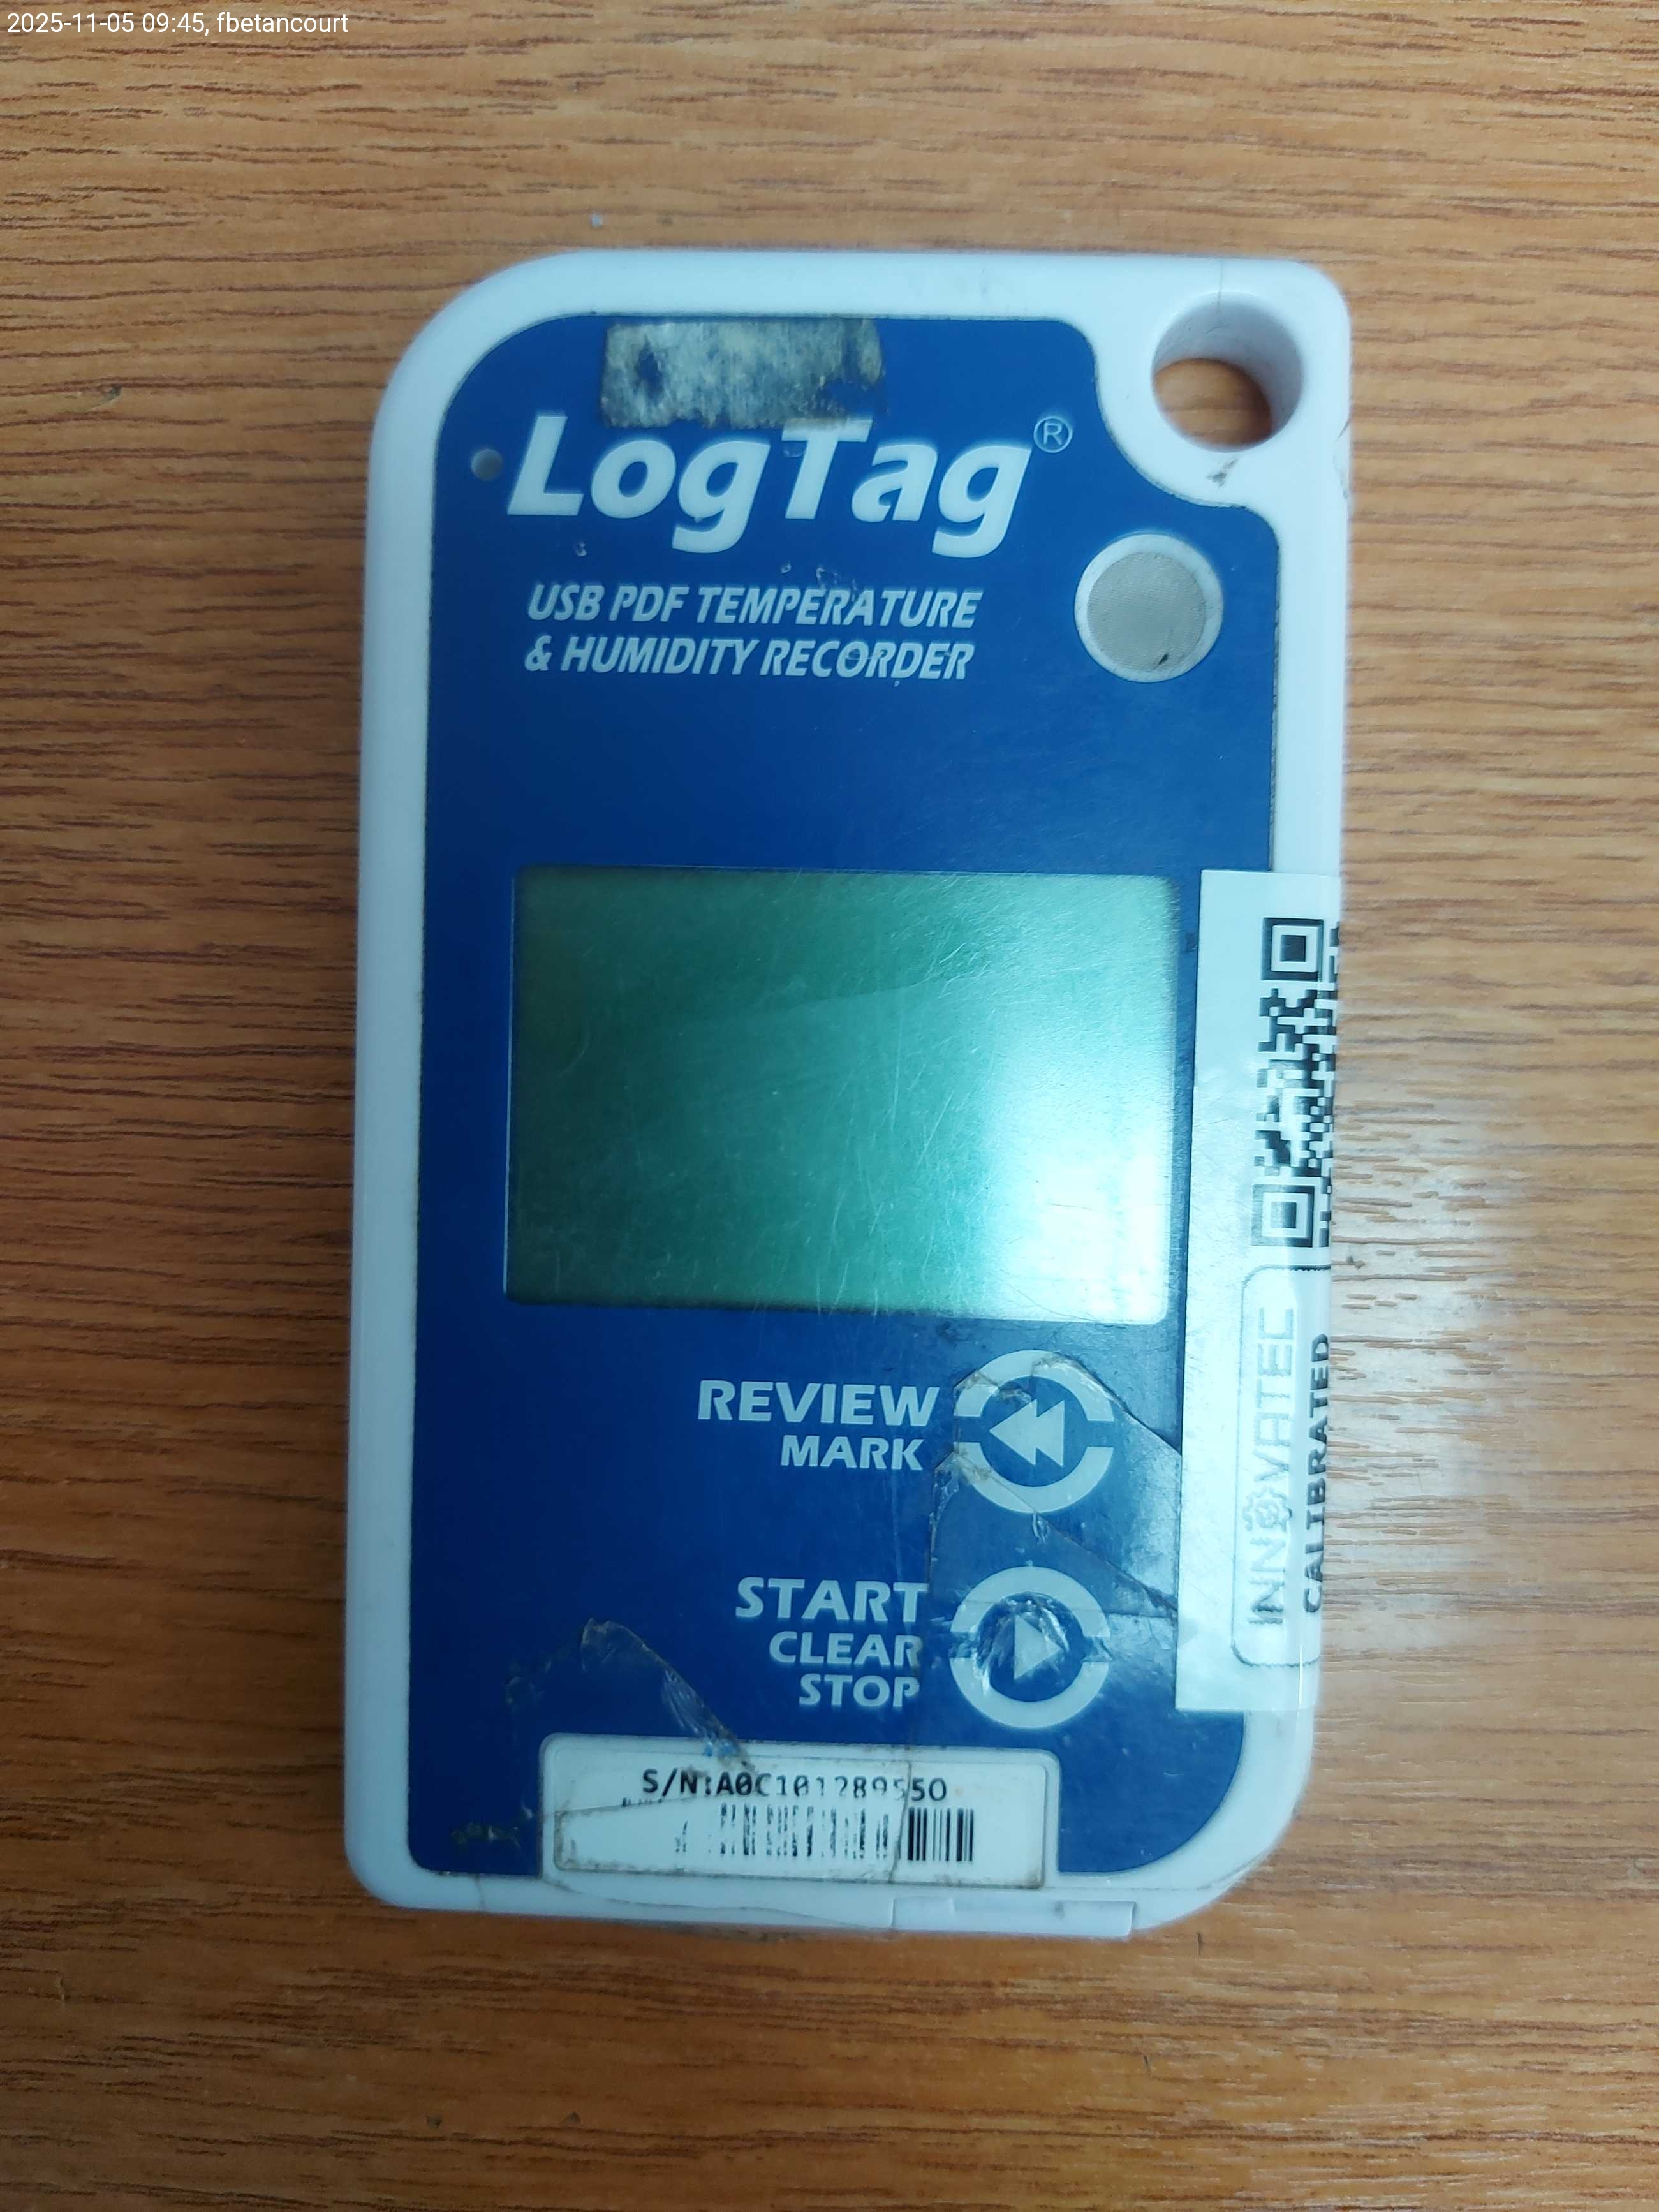 2025-11-05 09:45, fbetancourt
LogTag®
USB PDF TEMPERATURE
& HUMIDITY RECORDER
REVIEW
MARK
START
CLEAR
STOP
S/N:A0C101289550
INNOVATEC
CALIBRATED